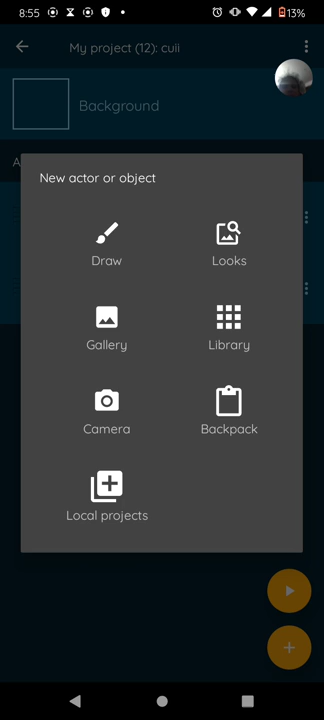 8:55
13%
My project (12): cuii
Background
A
New actor or object
Draw
Looks
Gallery
Library
Camera
Backpack
Local projects